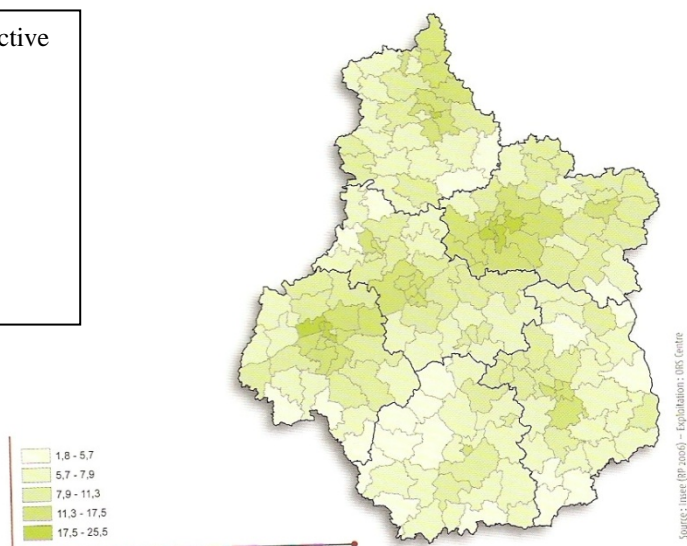 ctive
1,8 - 5,7
5,7 - 7,9
7,9 - 11,3
11,3 - 17,5
17,5 - 25,5
Source : Insee (RP 2006) – Exploitation : ORS Centre